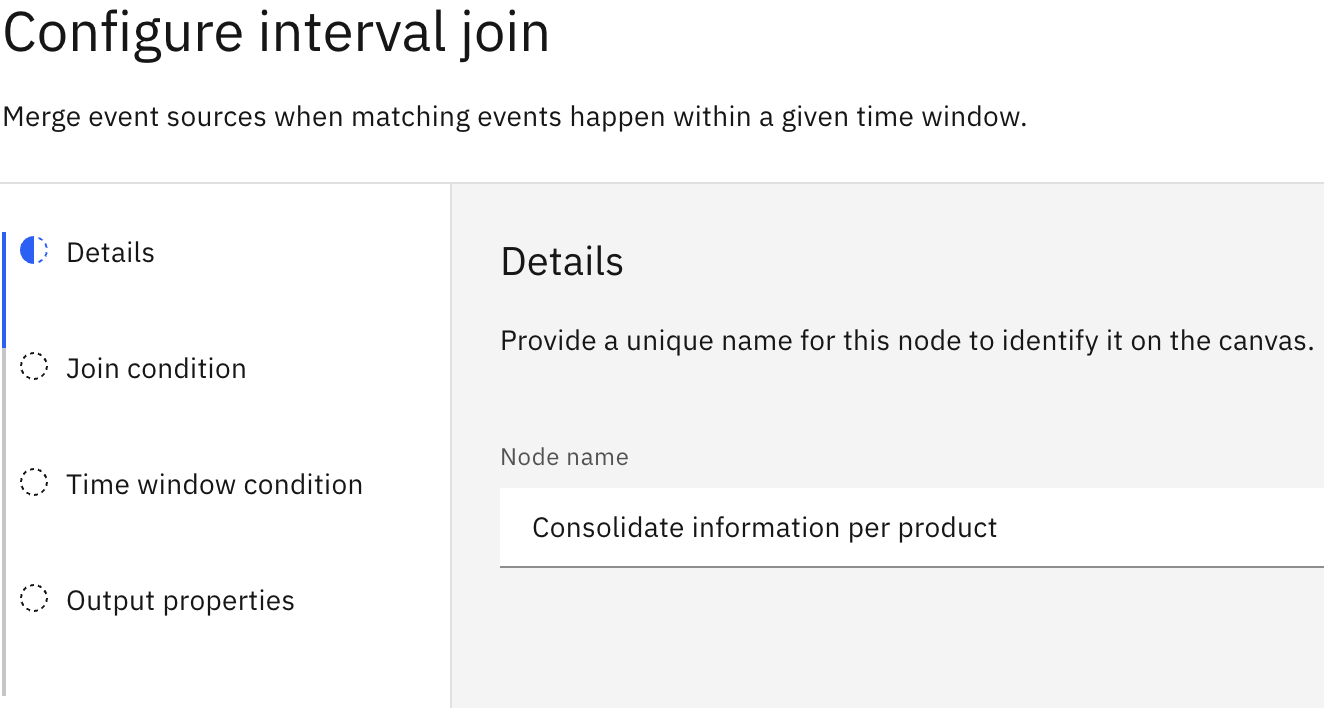 Configure interval join
Merge event sources when matching events happen within a given time window.
Details
Join condition
Time window condition
Output properties
Details
Provide a unique name for this node to identify it on the canvas.
Node name
Consolidate information per product